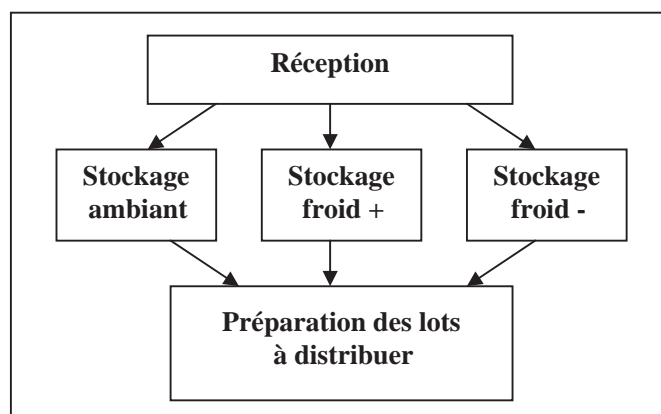 Réception
Stockage
ambiant
Stockage
froid +
Stockage
froid -
Préparation des lots
à distribuer